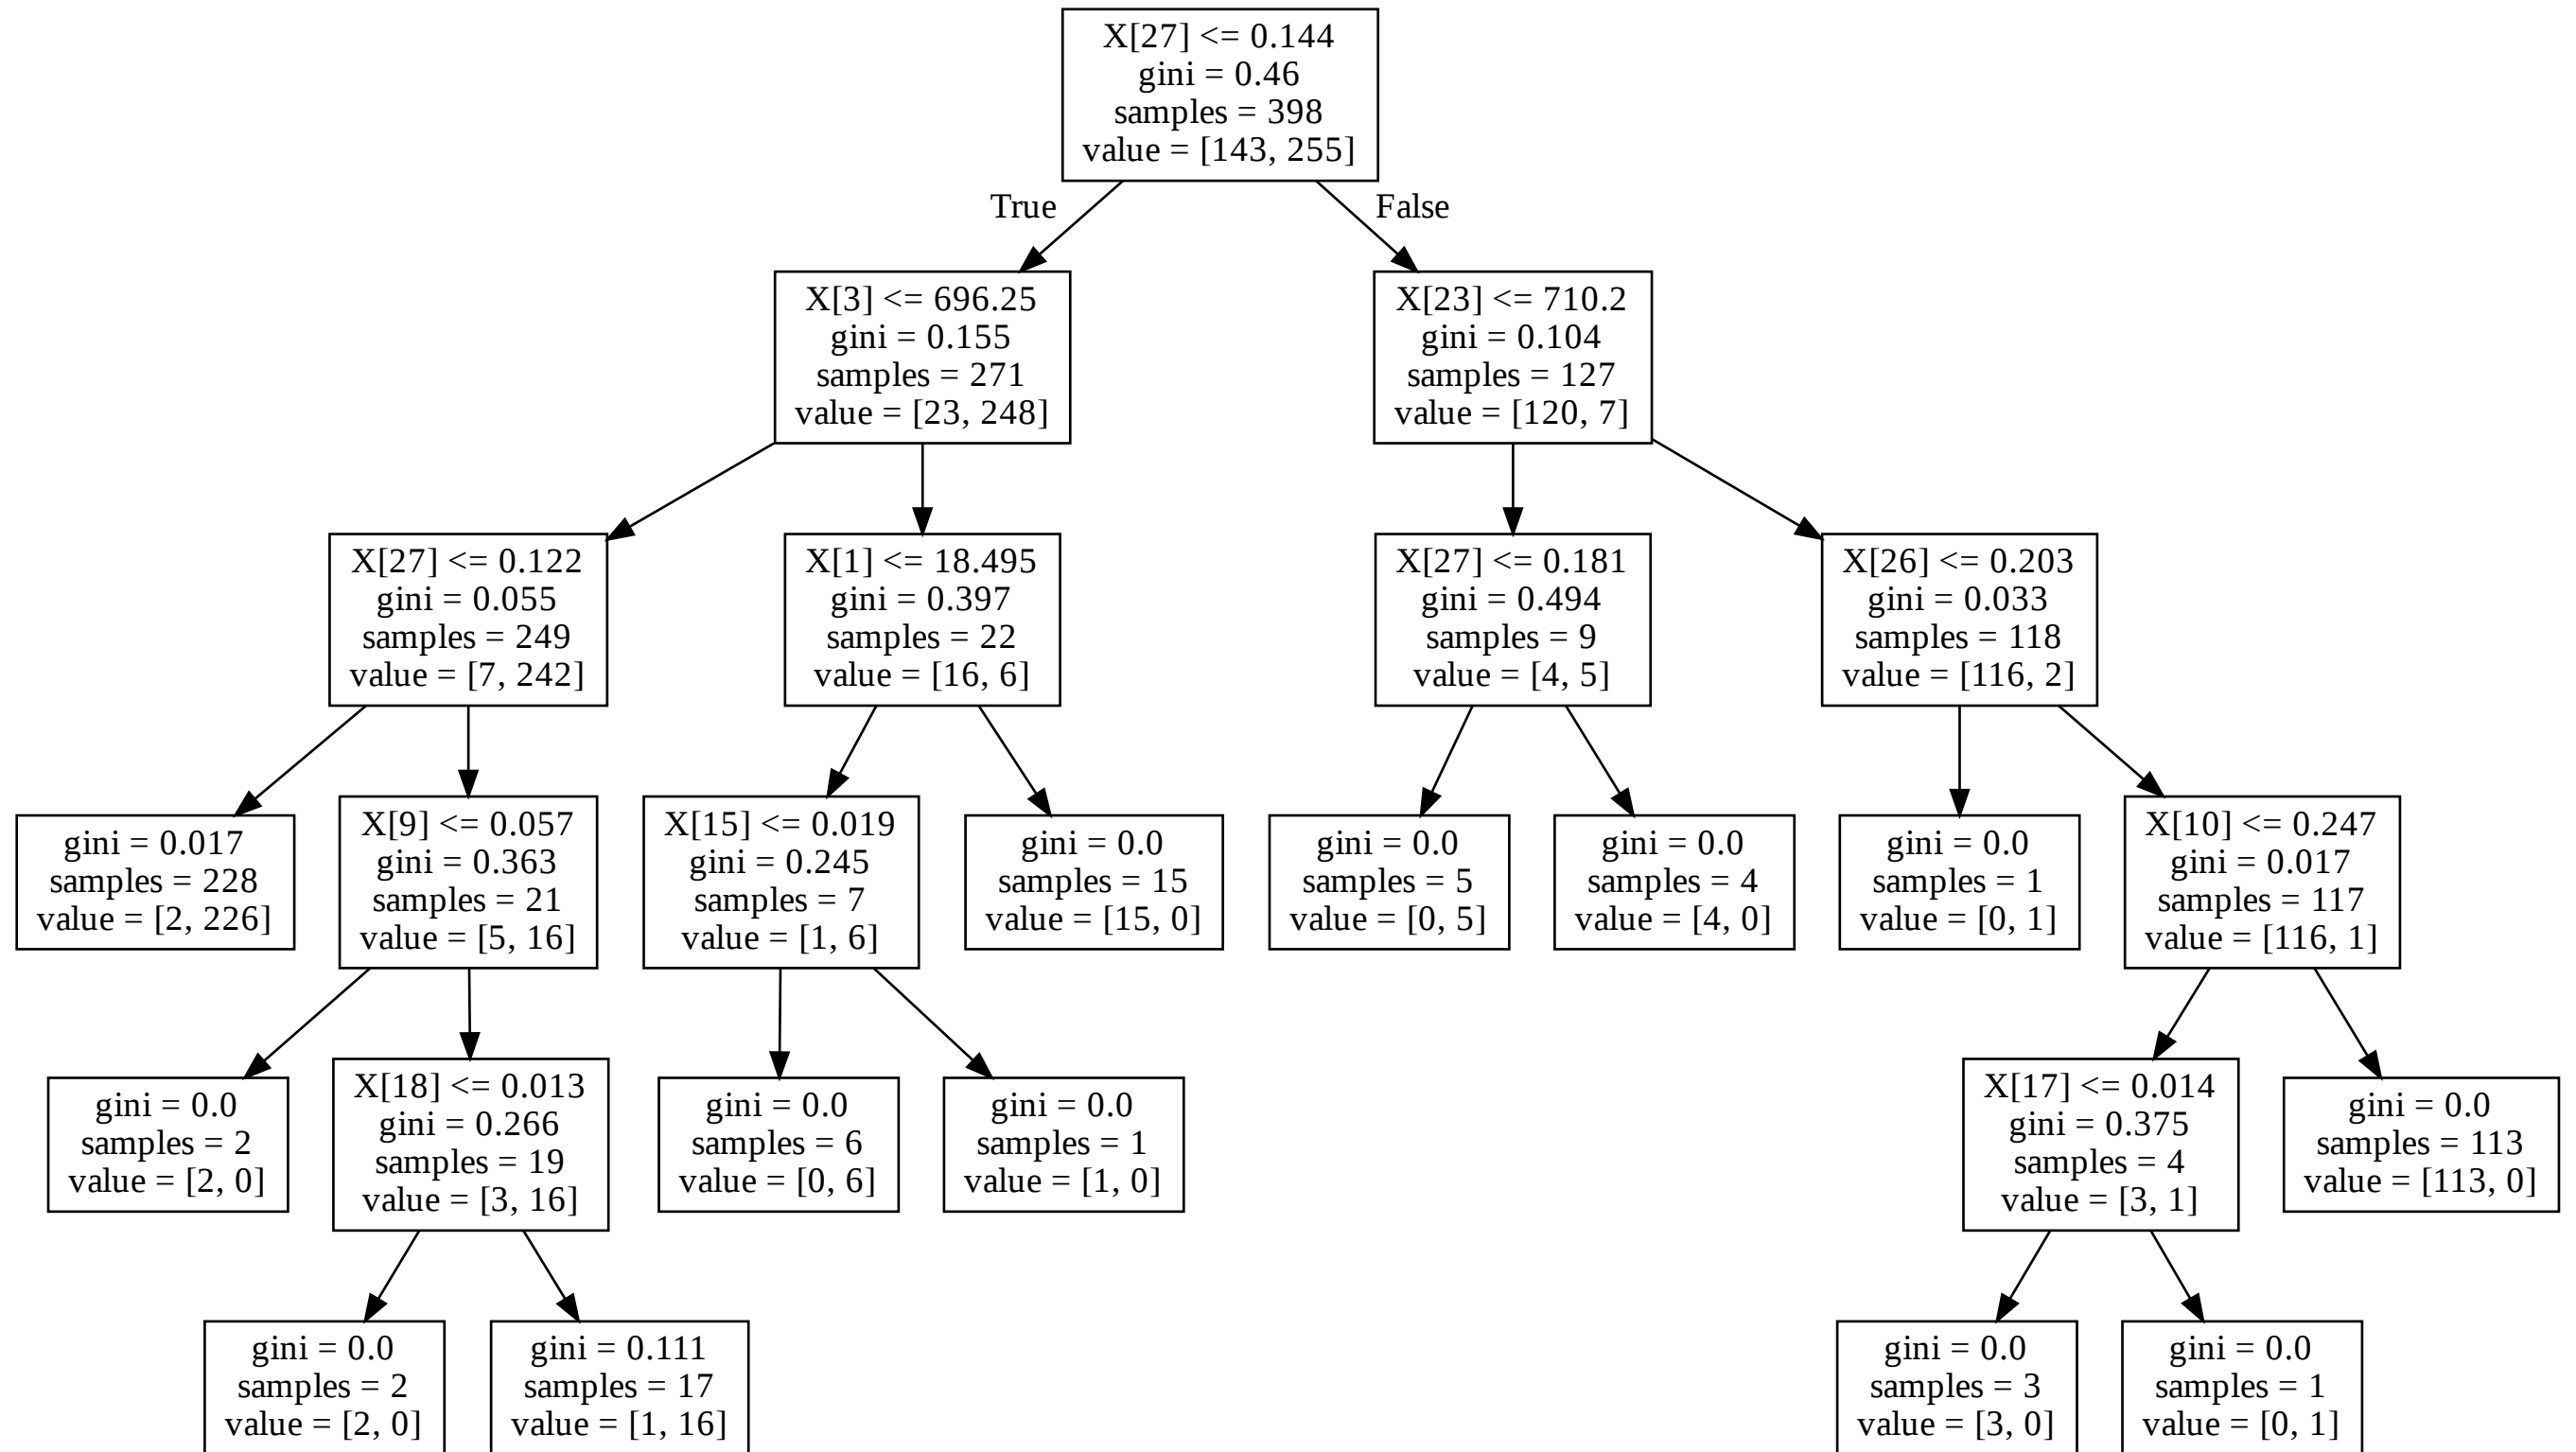 X[27] <= 0.144
gini = 0.46
samples = 398
value = [143, 255]
True
False
X[3] <= 696.25
gini = 0.155
samples = 271
value = [23, 248]
X[23] <= 710.2
gini = 0.104
samples = 127
value = [120, 7]
X[27] <= 0.122
gini = 0.055
samples = 249
value = [7, 242]
X[1] <= 18.495
gini = 0.397
samples = 22
value = [16, 6]
X[27] <= 0.181
gini = 0.494
samples = 9
value = [4, 5]
X[26] <= 0.203
gini = 0.033
samples = 118
value = [116, 2]
gini = 0.017
samples = 228
value = [2, 226]
X[9] <= 0.057
gini = 0.363
samples = 21
value = [5, 16]
X[15] <= 0.019
gini = 0.245
samples = 7
value = [1, 6]
gini = 0.0
samples = 15
value = [15, 0]
gini = 0.0
samples = 5
value = [0, 5]
gini = 0.0
samples = 4
value = [4, 0]
gini = 0.0
samples = 1
value = [0, 1]
X[10] <= 0.247
gini = 0.017
samples = 117
value = [116, 1]
gini = 0.0
samples = 2
value = [2, 0]
X[18] <= 0.013
gini = 0.266
samples = 19
value = [3, 16]
gini = 0.0
samples = 6
value = [0, 6]
gini = 0.0
samples = 1
value = [1, 0]
X[17] <= 0.014
gini = 0.375
samples = 4
value = [3, 1]
gini = 0.0
samples = 113
value = [113, 0]
gini = 0.0
samples = 2
value = [2, 0]
gini = 0.111
samples = 17
value = [1, 16]
gini = 0.0
samples = 3
value = [3, 0]
gini = 0.0
samples = 1
value = [0, 1]